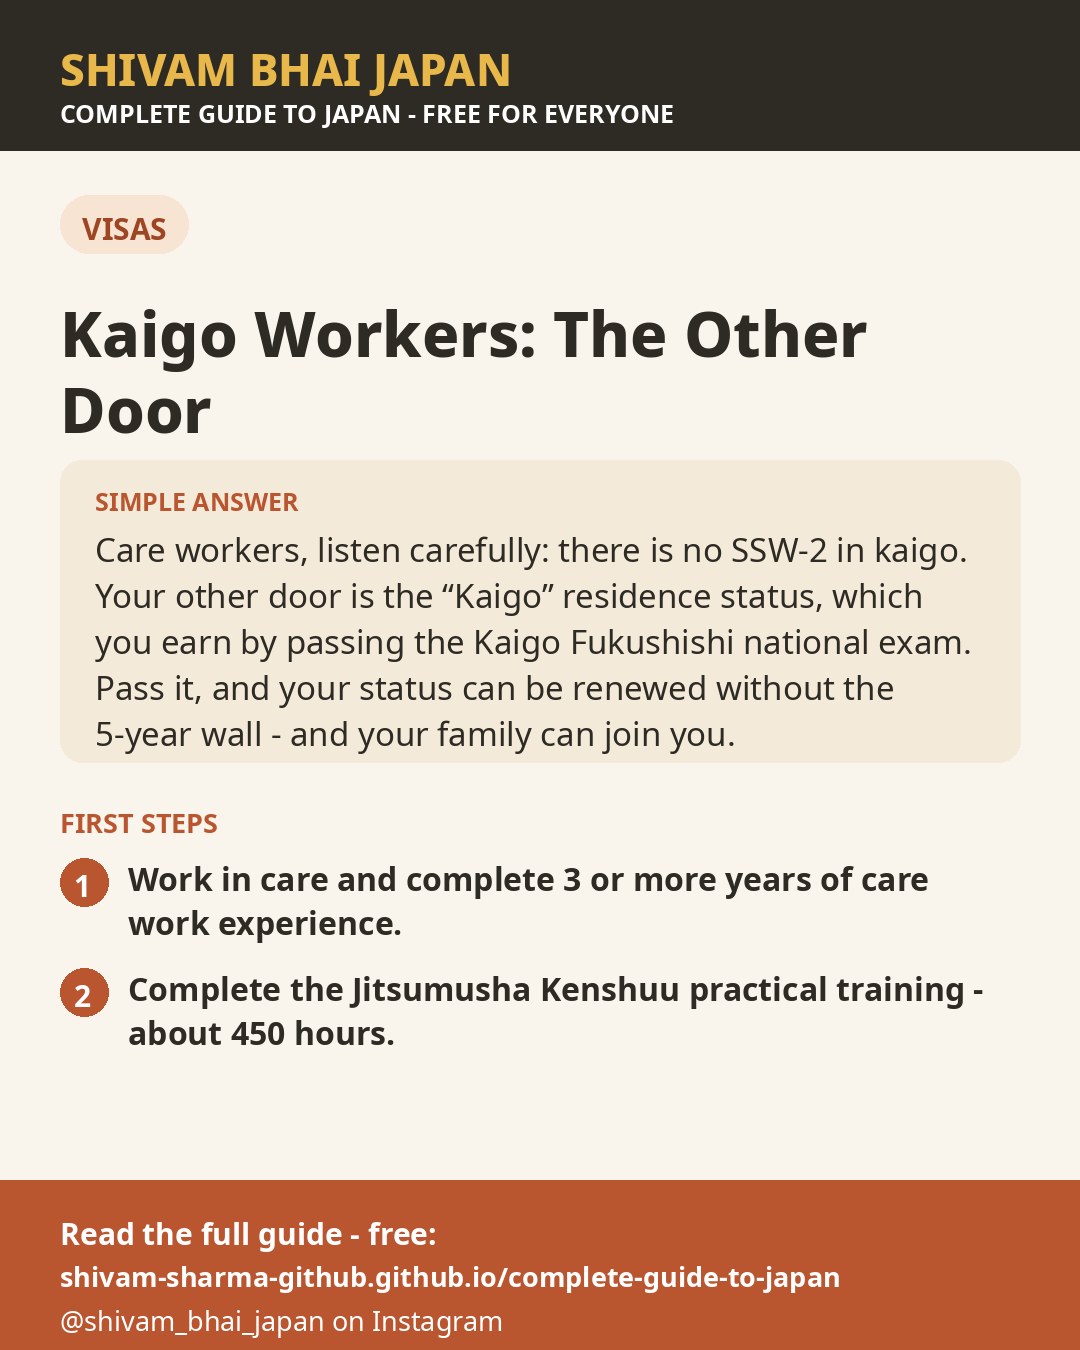 SHIVAM BHAI JAPAN
COMPLETE GUIDE TO JAPAN - FREE FOR EVERYONE
VISAS
Kaigo Workers: The Other
Door
SIMPLE ANSWER
Care workers, listen carefully: there is no SSW-2 in kaigo.
Your other door is the “Kaigo” residence status, which
you earn by passing the Kaigo Fukushishi national exam.
Pass it, and your status can be renewed without the
5-year wall - and your family can join you.
FIRST STEPS
1 Work in care and complete 3 or more years of care
work experience.
2 Complete the Jitsumusha Kenshuu practical training -
about 450 hours.
Read the full guide - free:
shivam-sharma-github.github.io/complete-guide-to-japan
@shivam_bhai_japan on Instagram